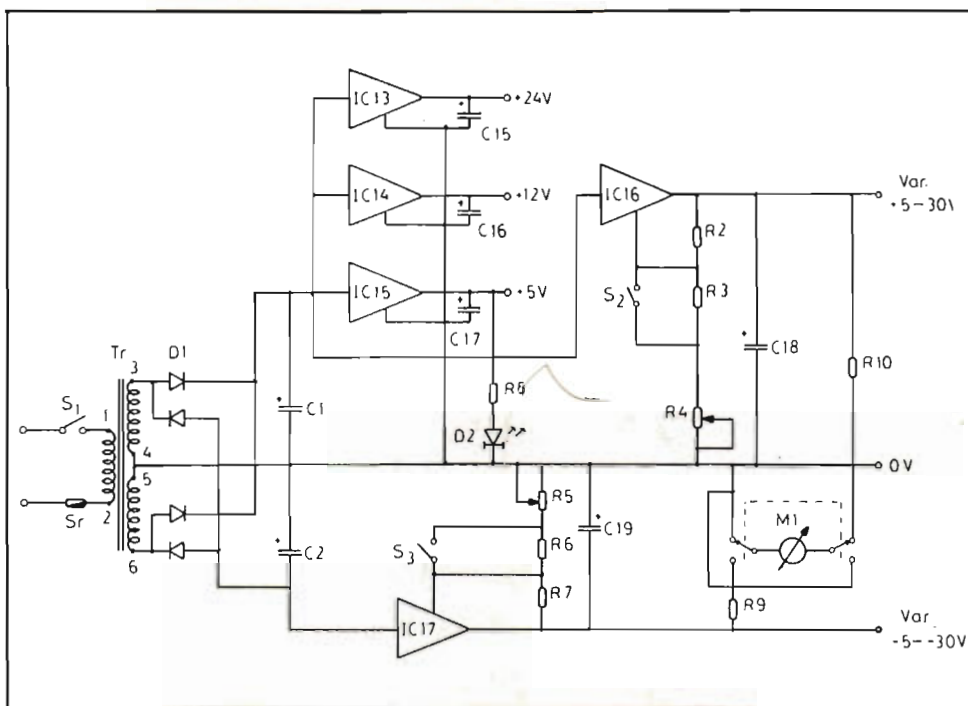 IC13
+24V
C15
IC14
+12V
C16
IC15
+5V
C17
IC16
Var.
+5-30V
R2
R3
S2
C18
R10
R4
Tr
D1
3
S1
1
4
5
2
6
Sr
C1
C2
R8
D2
0V
R5
R6
R7
S3
C19
IC17
M1
R9
Var
-5--30V